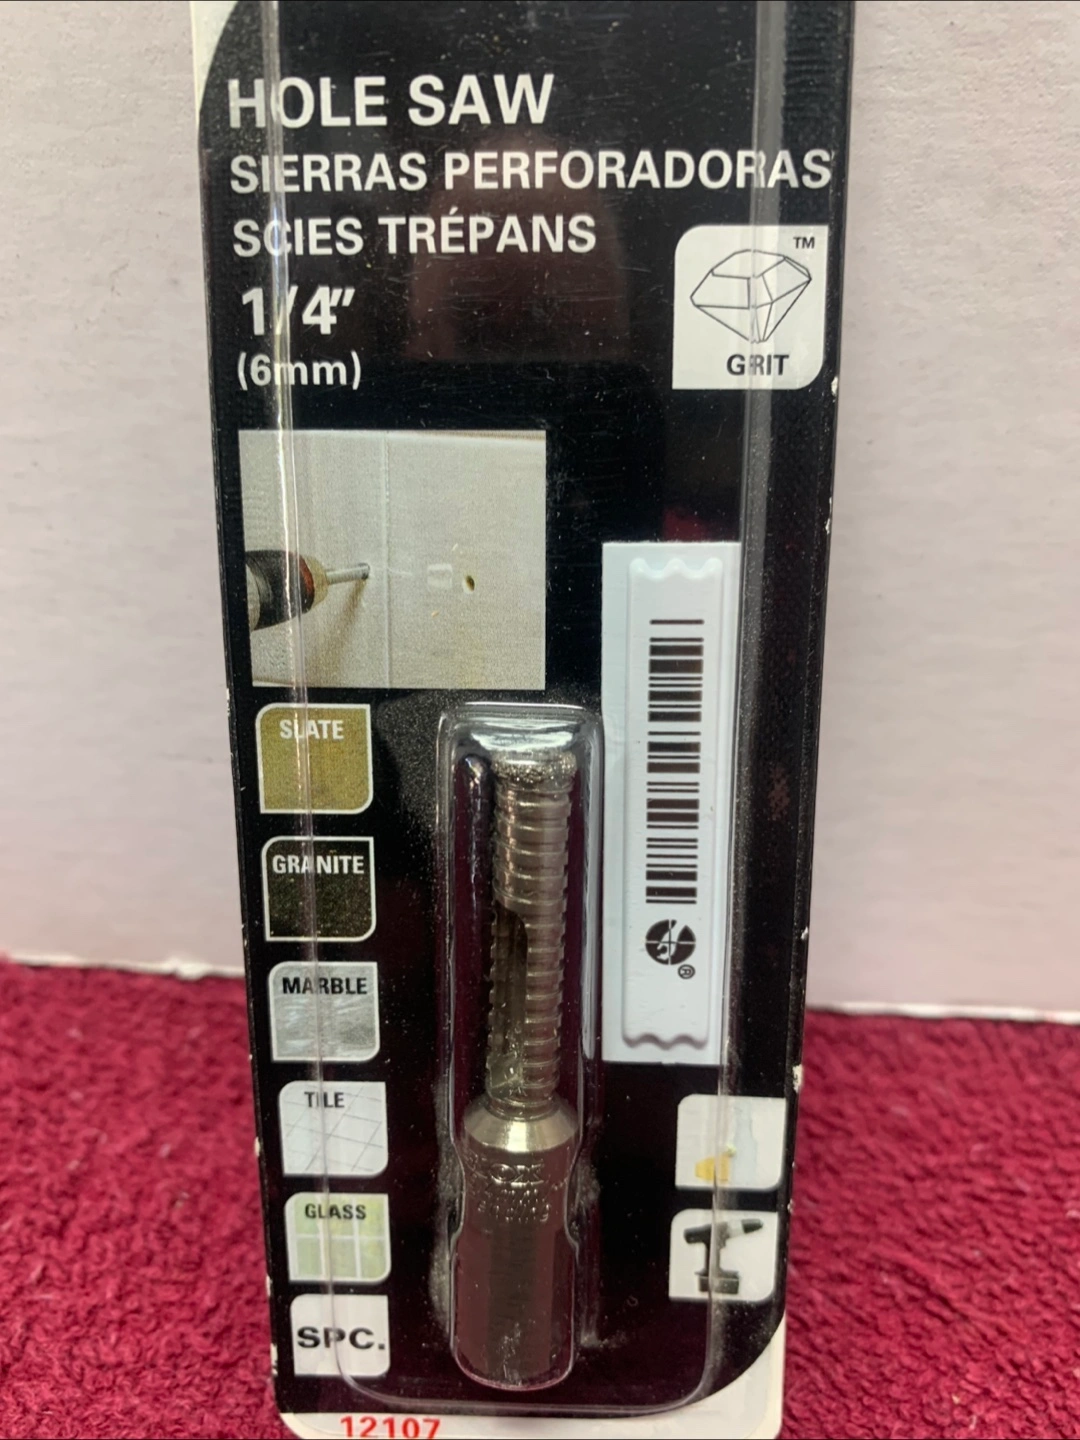 HOLE SAW
SIERRAS PERFORADORAS
SCIES TRÉPANS
1/4"
(6mm)
TM
GRIT
SLATE
GRANITE
MARBLE
TILE
GLASS
SPC.
®
12107